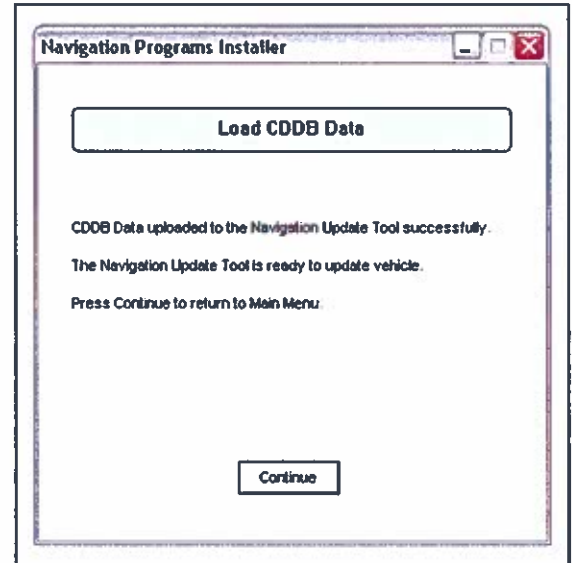 Navigation Programs Installer
Load CDDB Data
CDDB Data uploaded to the Navigation Update Tool successfully.
The Navigation Update Tool is ready to update vehicle.
Press Continue to return to Main Menu.
Continue